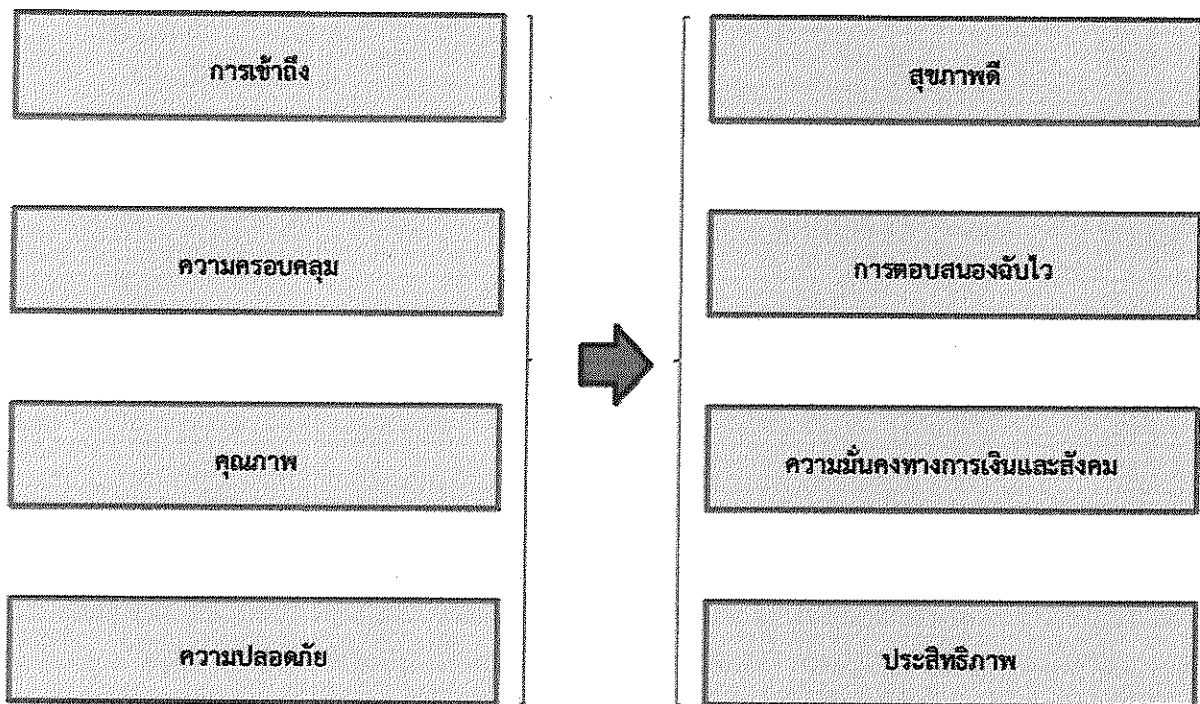 การเข้าถึง
ความครอบคลุม
คุณภาพ
ความปลอดภัย
สุขภาพดี
การตอบสนองฉับไว
ความมั่นคงทางการเงินและสังคม
ประสิทธิภาพ